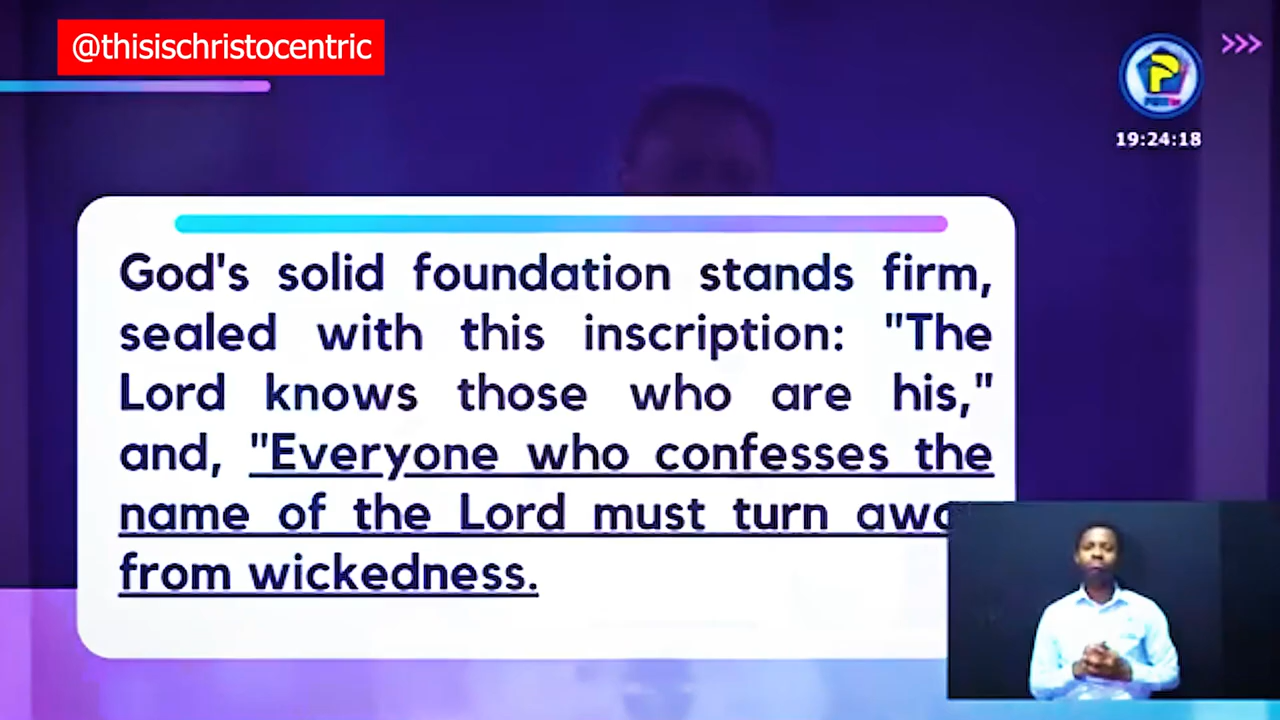 @thisischristocentric
19:24:18
God's solid foundation stands firm,
sealed with this inscription: "The
Lord knows those who are his,"
and, "Everyone who confesses the
name of the Lord must turn
from wickedness.